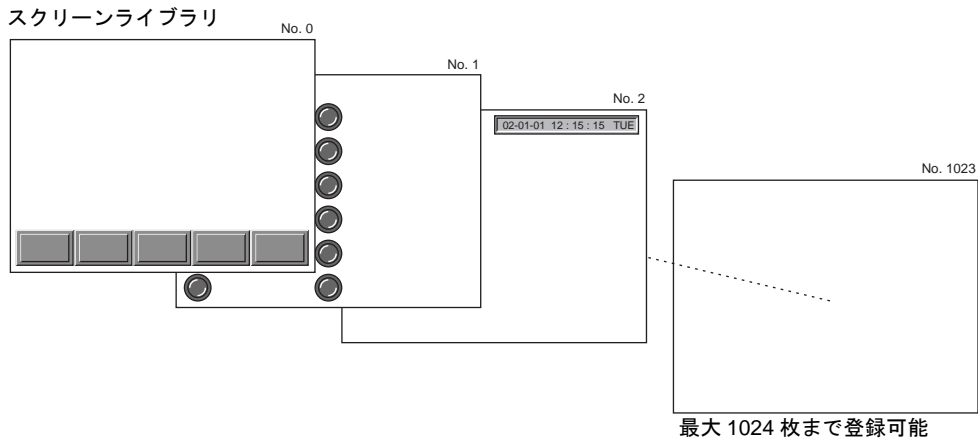 スクリーンライブラリ
No. 0
No. 1
No. 2
02-01-01 12 : 15 : 15 TUE
No. 1023
最大 1024 枚まで登録可能